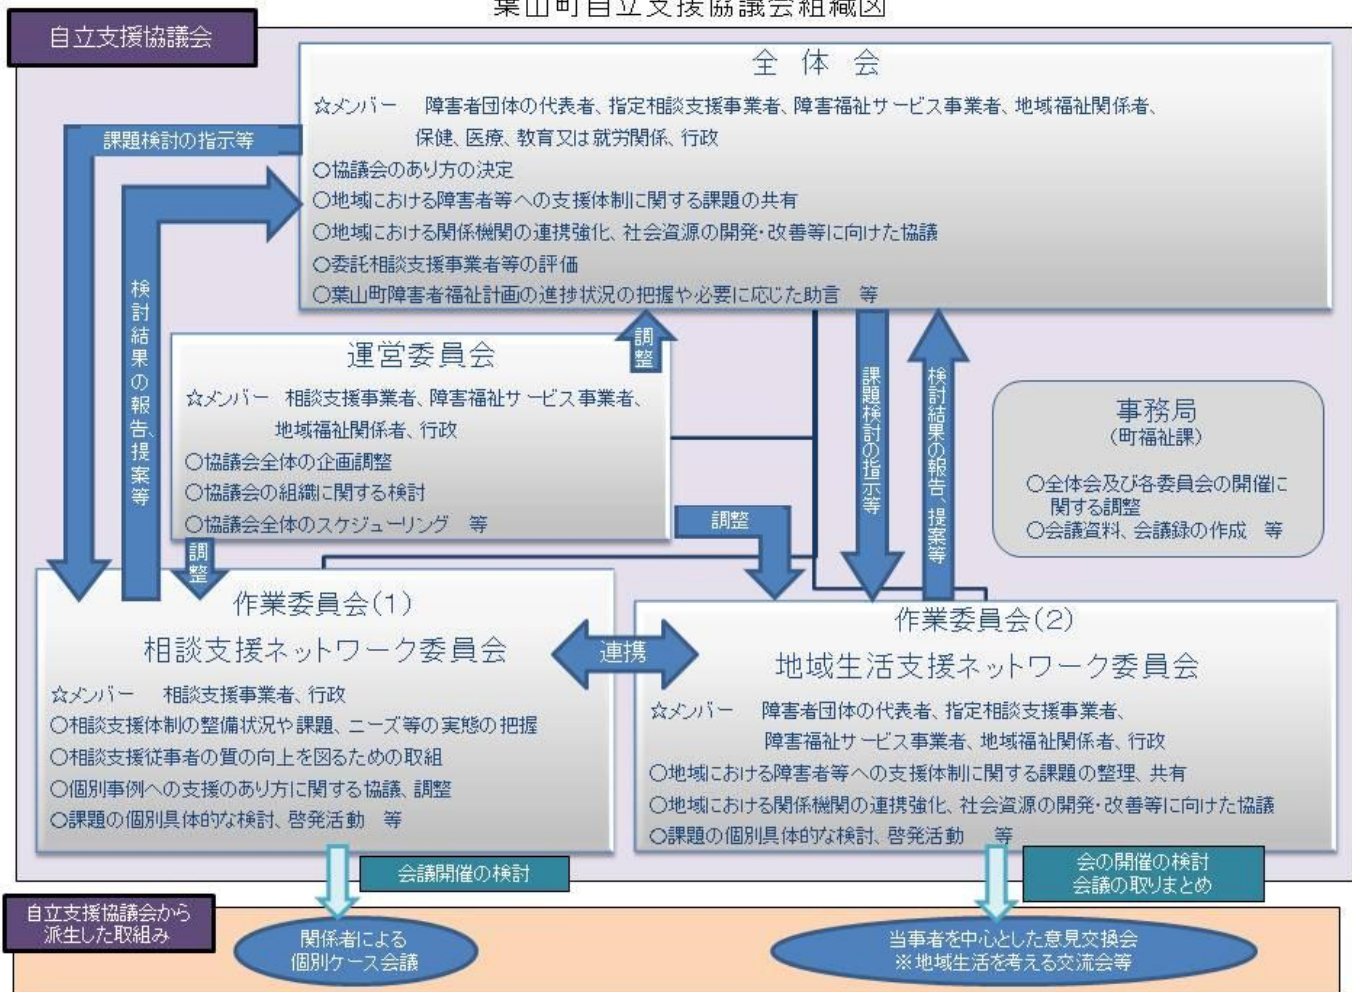 葉山町自立支援協議会組織図
自立支援協議会
全体会
☆メンバー 障害者団体の代表者、指定相談支援事業者、障害福祉サービス事業者、地域福祉関係者、
保健、医療、教育又は就労関係、行政
○協議会のあり方の決定
○地域における障害者等への支援体制に関する課題の共有
○地域における関係機関の連携強化、社会資源の開発・改善等に向けた協議
○委託相談支援事業者等の評価
○葉山町障害者福祉計画の進捗状況の把握や必要に応じた助言 等
課題検討の指示等
検討結果の報告、提案等
運営委員会
☆メンバー 相談支援事業者、障害福祉サービス事業者、
地域福祉関係者、行政
○協議会全体の企画調整
○協議会の組織に関する検討
○協議会全体のスケジューリング 等
調整
調整
調整
課題検討の指示等
検討結果の報告、提案等
事務局
(町福祉課)
○全体会及び各委員会の開催に
関する調整
○会議資料、会議録の作成 等
作業委員会(1)
相談支援ネットワーク委員会
☆メンバー 相談支援事業者、行政
○相談支援体制の整備状況や課題、ニーズ等の実態の把握
○相談支援従事者の質の向上を図るための取組
○個別事例への支援のあり方に関する協議、調整
○課題の個別具体的な検討、啓発活動 等
連携
作業委員会(2)
地域生活支援ネットワーク委員会
☆メンバー 障害者団体の代表者、指定相談支援事業者、
障害福祉サービス事業者、地域福祉関係者、行政
○地域における障害者等への支援体制に関する課題の整理、共有
○地域における関係機関の連携強化、社会資源の開発・改善等に向けた協議
○課題の個別具体的な検討、啓発活動 等
会議開催の検討
会の開催の検討
会議の取りまとめ
自立支援協議会から
派生した取組み
関係者による
個別ケース会議
当事者を中心とした意見交換会
※地域生活を考える交流会等